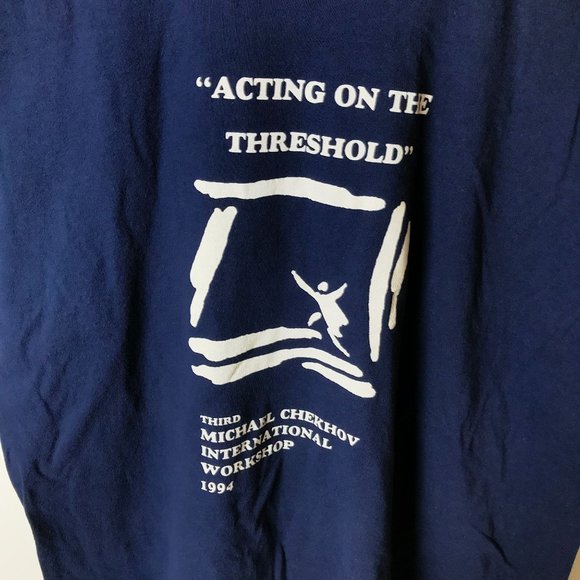 "ACTING ON THE
THRESHOLD"
THIRD
MICHAEL CHEKHOV
INTERNATIONAL
WORKSHOP
1994